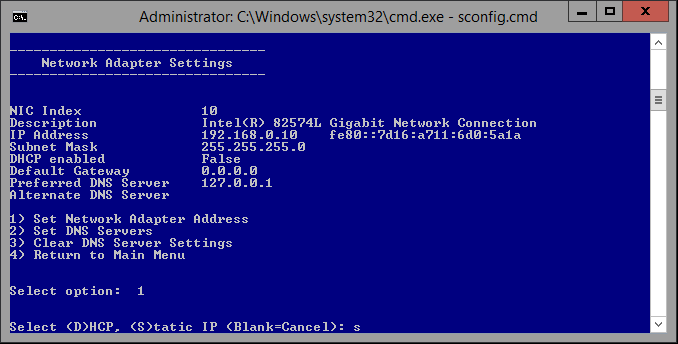 Administrator: C:\Windows\system32\cmd.exe - sconfig.cmd
--------------------------------
    Network Adapter Settings
--------------------------------
NIC Index               10
Description             Intel(R) 82574L Gigabit Network Connection
IP Address              192.168.0.10    fe80::7d16:a711:6d0:5a1a
Subnet Mask             255.255.255.0
DHCP enabled            False
Default Gateway         0.0.0.0
Preferred DNS Server    127.0.0.1
Alternate DNS Server
1) Set Network Adapter Address
2) Set DNS Servers
3) Clear DNS Server Settings
4) Return to Main Menu
Select option:  1
Select (D)HCP, (S)tatic IP (Blank=Cancel): s